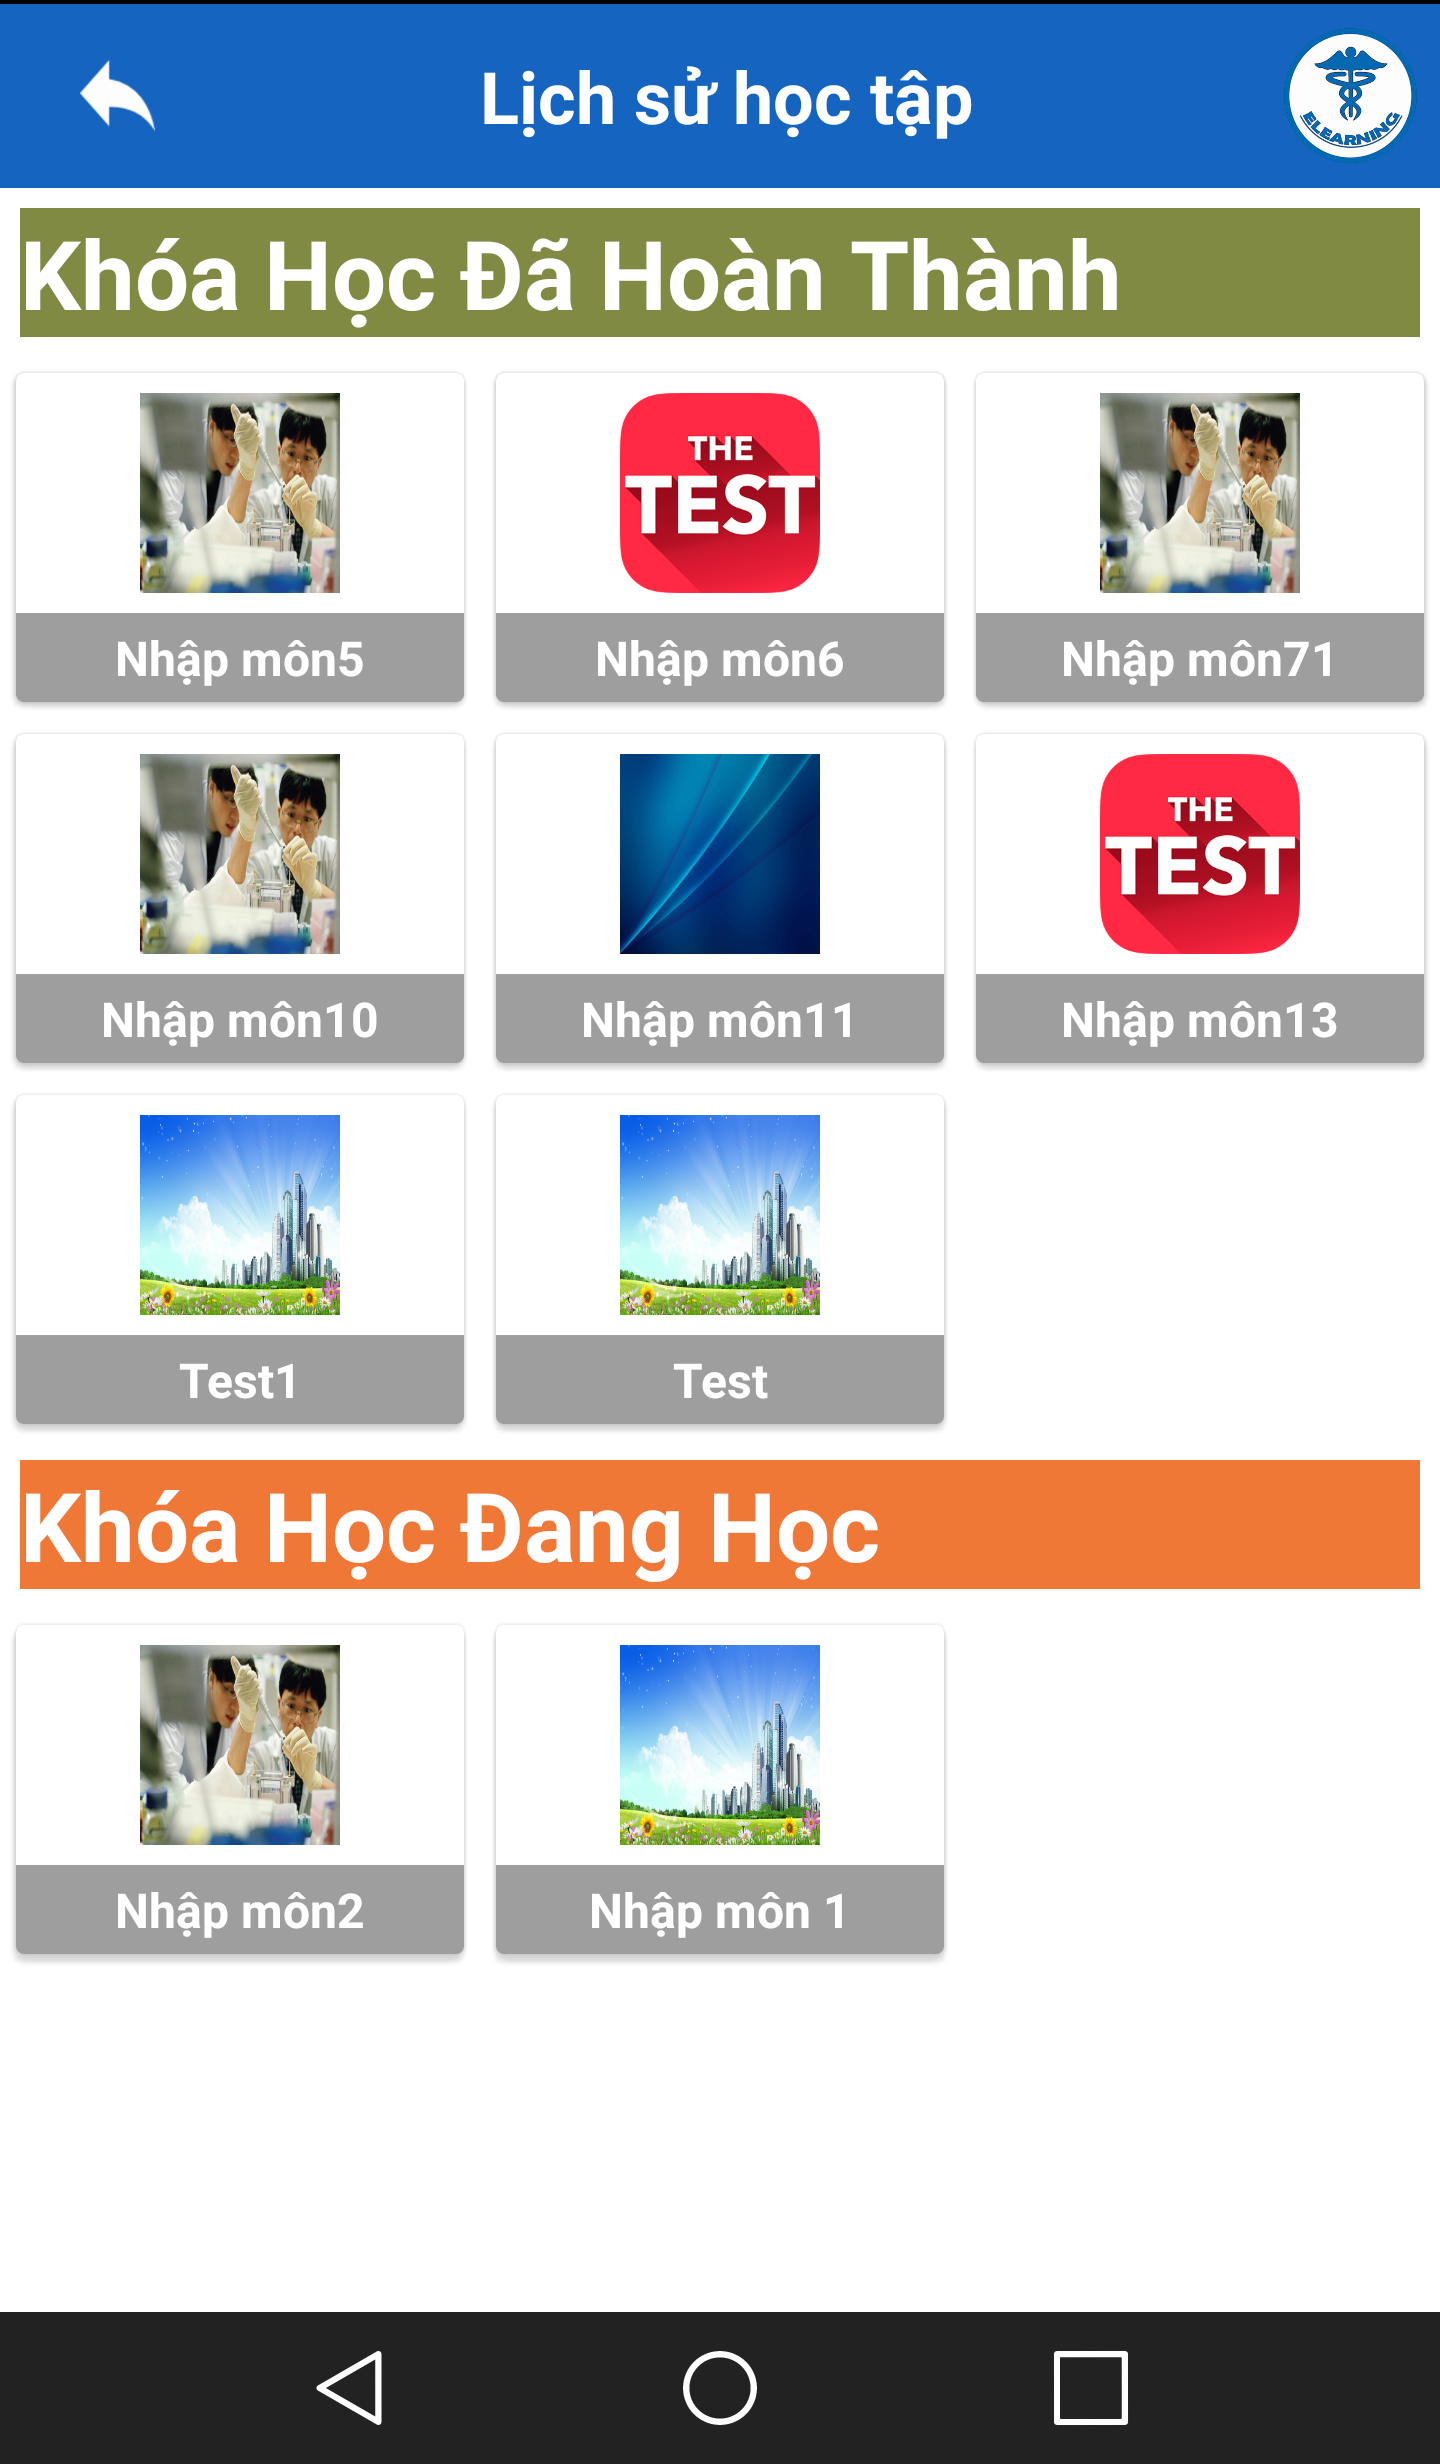 Lịch sử học tập
ELEARNING
Khóa Học Đã Hoàn Thành
Nhập môn5
THE
TEST
Nhập môn6
Nhập môn71
Nhập môn10
Nhập môn11
THE
TEST
Nhập môn13
Test1
Test
Khóa Học Đang Học
Nhập môn2
Nhập môn 1